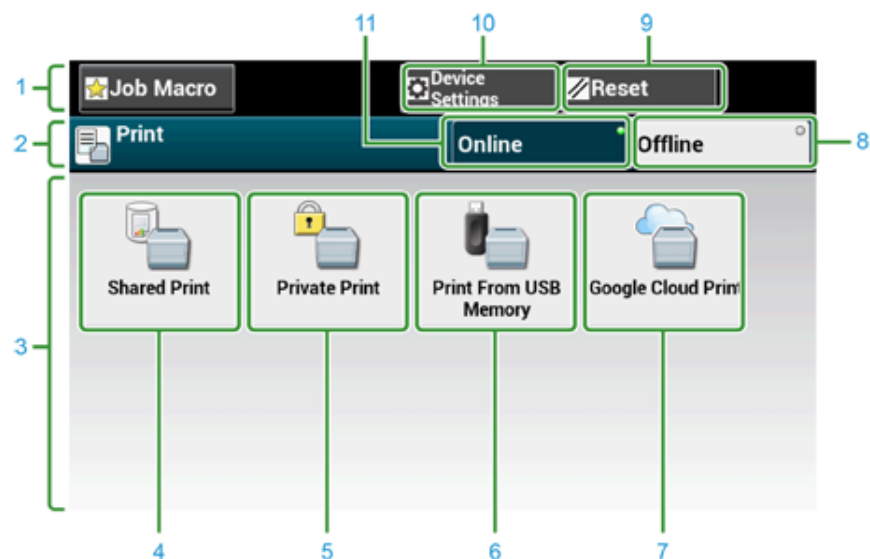 11 10 9
1 Job Macro Device Settings Reset
2 Print Online Offline 8
3
Shared Print Private Print Print From USB Memory Google Cloud Print
4 5 6 7